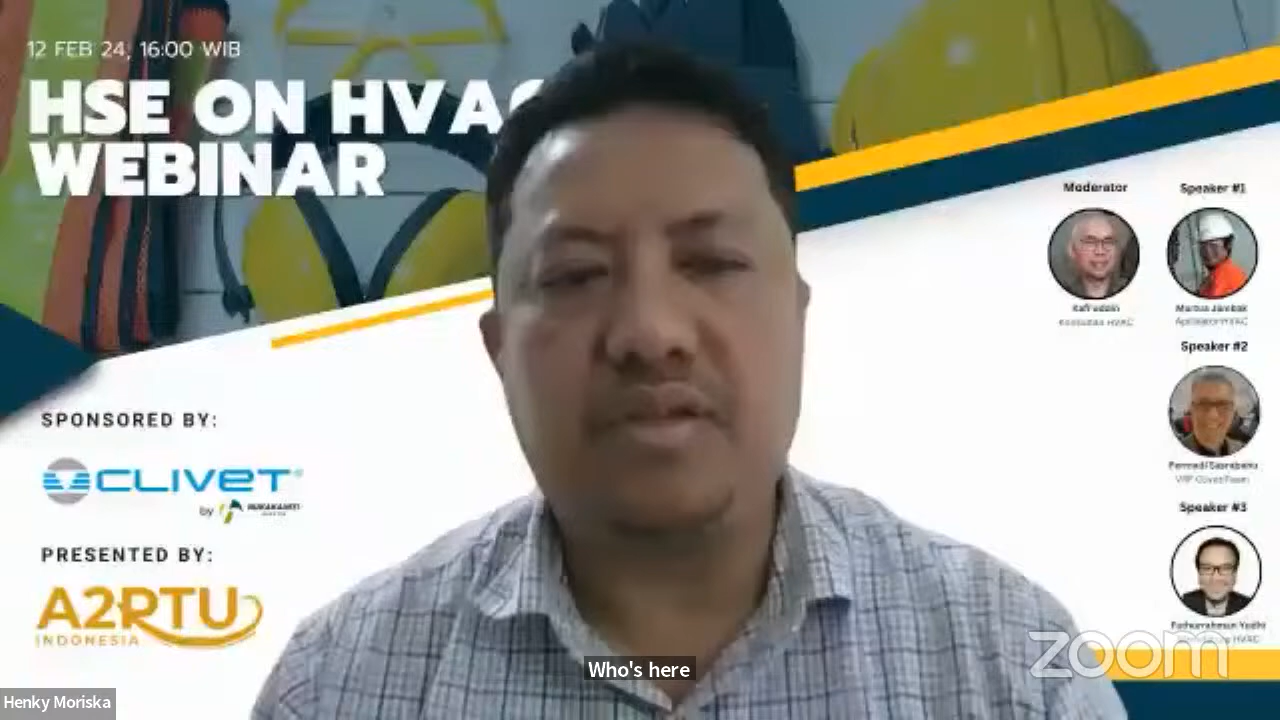 12 FEB 24, 16:00 WIB
HSE ON HVAC
WEBINAR
Moderator
Speaker #1
Speaker #2
Speaker #3
SPONSORED BY:
CLIVET
by
PRESENTED BY:
A2RTU
INDONESIA
zoom
Who's here
Henky Moriska